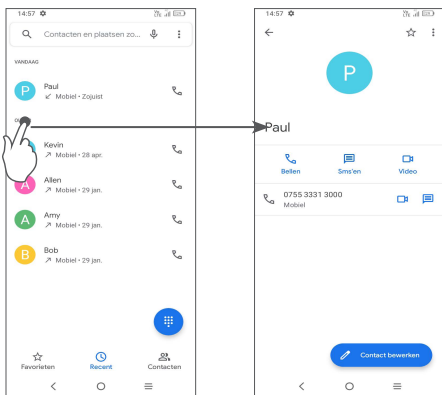 14:57
Contacten en plaatsen zo...
VANDAAG
P
Paul
Mobiel • Zojuist
OU
Kevin
Mobiel • 28 apr.
A
Allen
Mobiel • 29 jan.
A
Amy
Mobiel • 29 jan.
B
Bob
Mobiel • 29 jan.
Favorieten
Recent
Contacten
14:57
P
Paul
Bellen
Sms'en
Video
0755 3331 3000
Mobiel
Contact bewerken